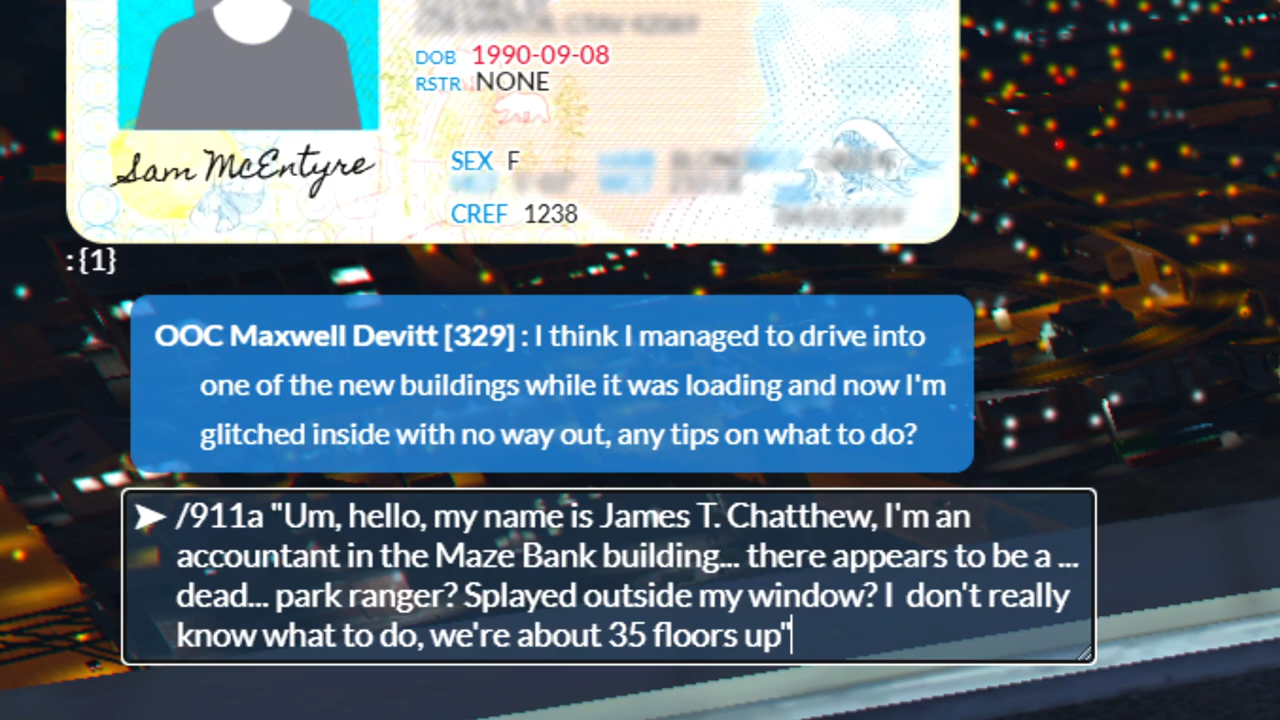 DOB 1990-09-08
RSTR NONE
Sam McEntyre
SEX F
CREF 1238
:{1}
OOC Maxwell Devitt [329] : I think I managed to drive into
one of the new buildings while it was loading and now I'm
glitched inside with no way out, any tips on what to do?
➤ /911a "Um, hello, my name is James T. Chatthew, I'm an
accountant in the Maze Bank building... there appears to be a ...
dead... park ranger? Splayed outside my window? I  don't really
know what to do, we're about 35 floors up"